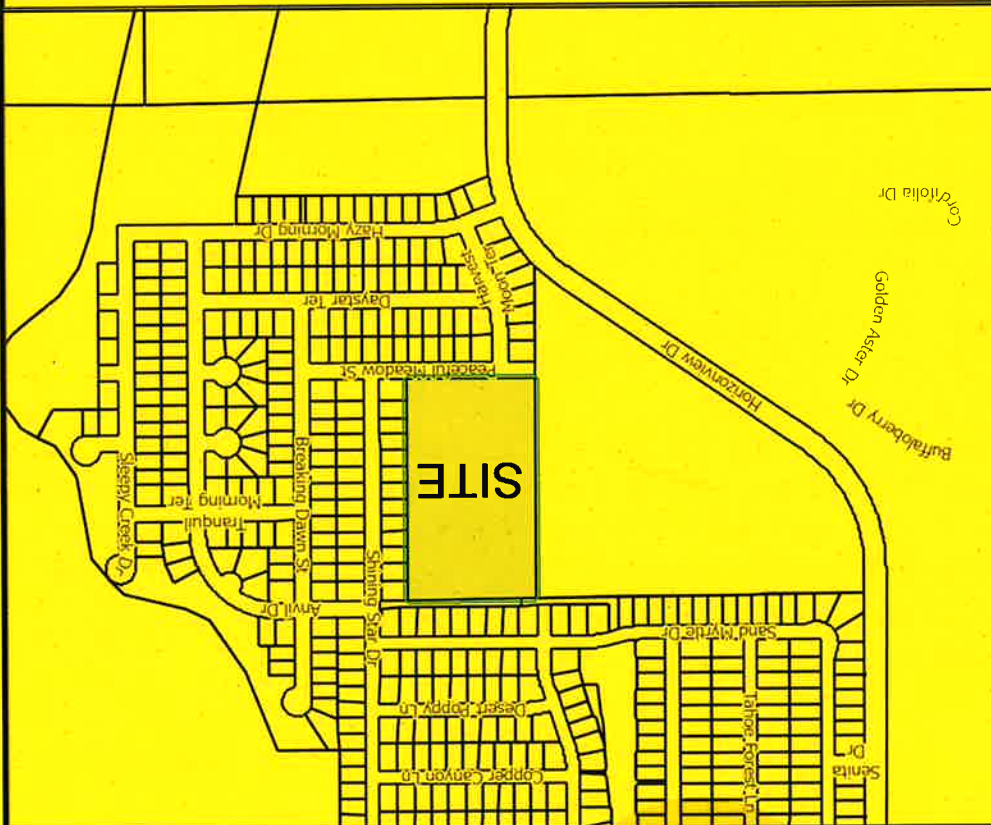 Senita
Dr
Copper Canyon Ln
Tahoe Forest Ln
Desert Poppy Ln
Sand Myrtle Dr
Shining Star Dr
Anvil Dr
Tranquil
Morning Ter
Breaking Dawn St
Sleepy Creek Dr
SITE
Buffaloberry Dr
Horizonview Dr
Peaceful Meadow St
Golden Aster Dr
Daystar Ter
Harvest
Moon Ter
Hazy Morning Dr
Cordifolia Dr